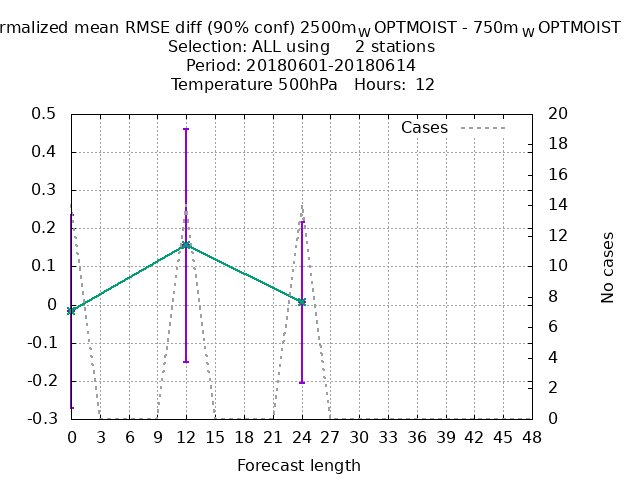 rmalized mean RMSE diff (90% conf) 2500m W OPTMOIST - 750m W OPTMOIST
Selection: ALL using 2 stations
Period: 20180601-20180614
Temperature 500hPa Hours: 12
Cases
0.5
0.4
0.3
0.2
0.1
0
-0.1
-0.2
-0.3
20
18
16
14
12
10
8
6
4
2
0
No cases
0 3 6 9 12 15 18 21 24 27 30 33 36 39 42 45 48
Forecast length